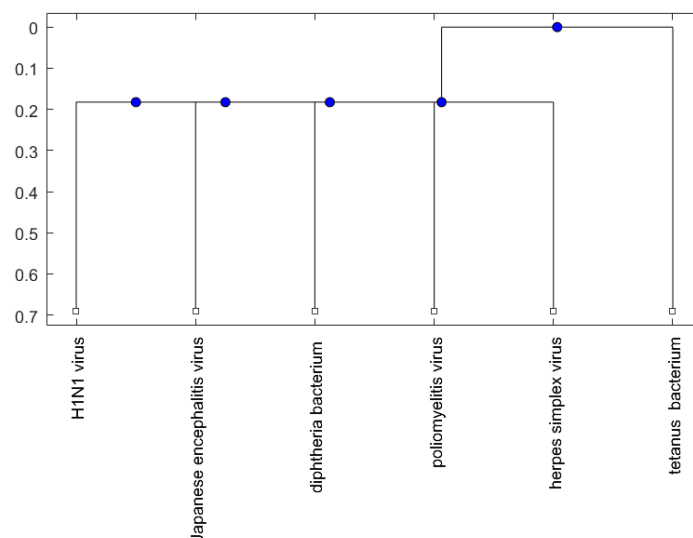 0
0.1
0.2
0.3
0.4
0.5
0.6
0.7
H1N1 virus
Japanese encephalitis virus
diphtheria bacterium
poliomyelitis virus
herpes simplex virus
tetanus bacterium